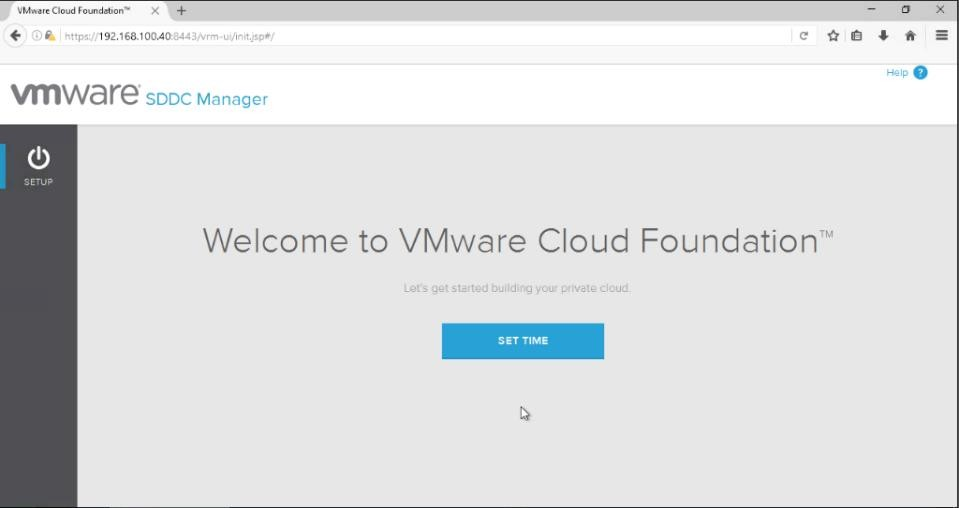 VMware Cloud Foundation™
https://192.168.100.40:8443/vrm-ui/init.jsp#/
Help ?
vmware SDDC Manager
SETUP
Welcome to VMware Cloud Foundation™
Let's get started building your private cloud.
SET TIME